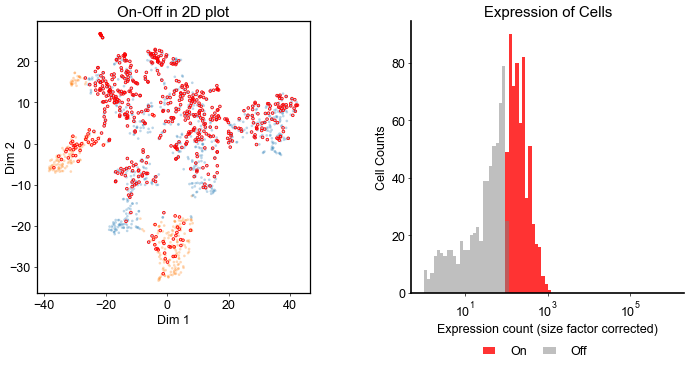 On-Off in 2D plot
Dim 2
20
10
0
−10
−20
−30
−40
−20
0
20
40
Dim 1
Expression of Cells
Cell Counts
80
60
40
20
0
10^1
10^3
10^5
Expression count (size factor corrected)
On
Off